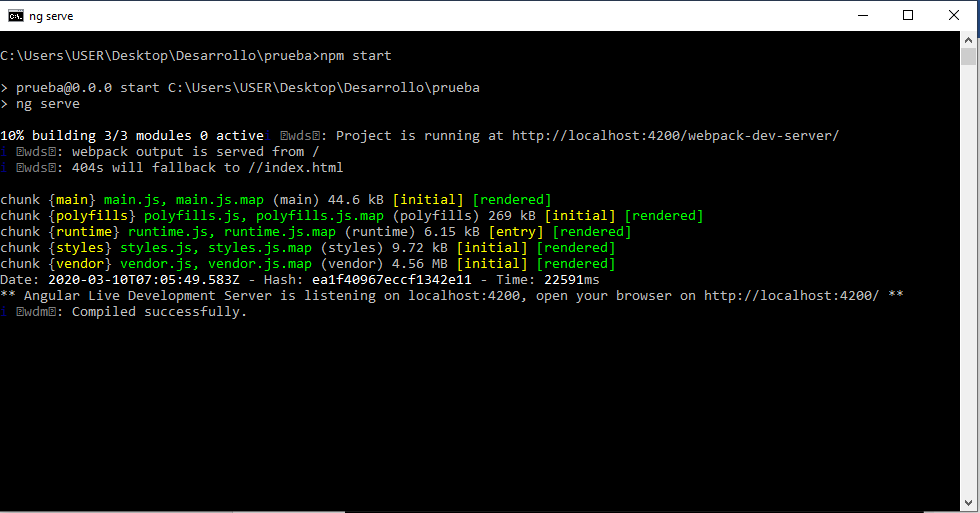 ng serve
C:\Users\USER\Desktop\Desarrollo\prueba>npm start
> prueba@0.0.0 start C:\Users\USER\Desktop\Desarrollo\prueba
> ng serve
10% building 3/3 modules 0 active i 「wds」: Project is running at http://localhost:4200/webpack-dev-server/
i 「wds」: webpack output is served from /
i 「wds」: 404s will fallback to //index.html
chunk {main} main.js, main.js.map (main) 44.6 kB [initial] [rendered]
chunk {polyfills} polyfills.js, polyfills.js.map (polyfills) 269 kB [initial] [rendered]
chunk {runtime} runtime.js, runtime.js.map (runtime) 6.15 kB [entry] [rendered]
chunk {styles} styles.js, styles.js.map (styles) 9.72 kB [initial] [rendered]
chunk {vendor} vendor.js, vendor.js.map (vendor) 4.56 MB [initial] [rendered]
Date: 2020-03-10T07:05:49.583Z - Hash: ea1f40967eccf1342e11 - Time: 22591ms
** Angular Live Development Server is listening on localhost:4200, open your browser on http://localhost:4200/ **
i 「wdm」: Compiled successfully.